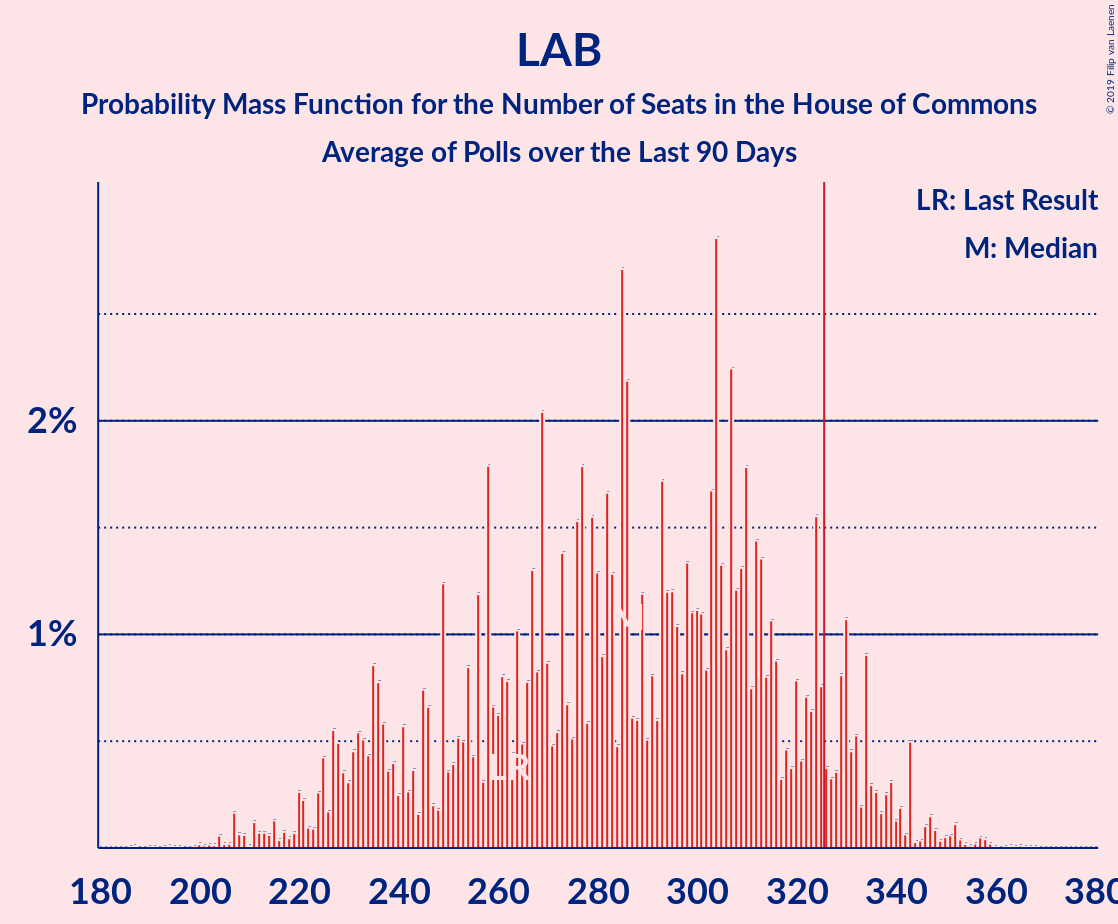 LAB
Probability Mass Function for the Number of Seats in the House of Commons
Average of Polls over the Last 90 Days
© 2019 Filip van Laenen
LR: Last Result
M: Median
2%
1%
M
LR
180 200 220 240 260 280 300 320 340 360 380